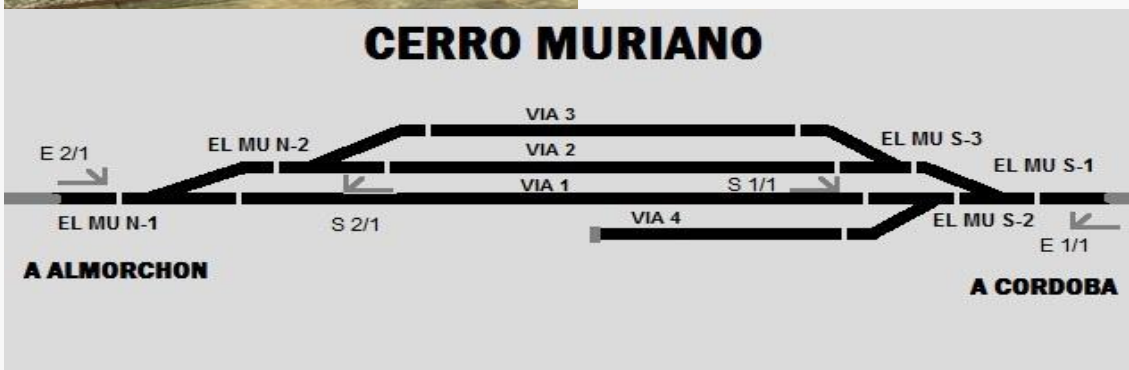 CERRO MURIANO
VIA 3
EL MU N-2
EL MU S-3
E 2/1
VIA 2
EL MU S-1
VIA 1
S 1/1
EL MU N-1
S 2/1
VIA 4
EL MU S-2
E 1/1
A ALMORCHON
A CORDOBA